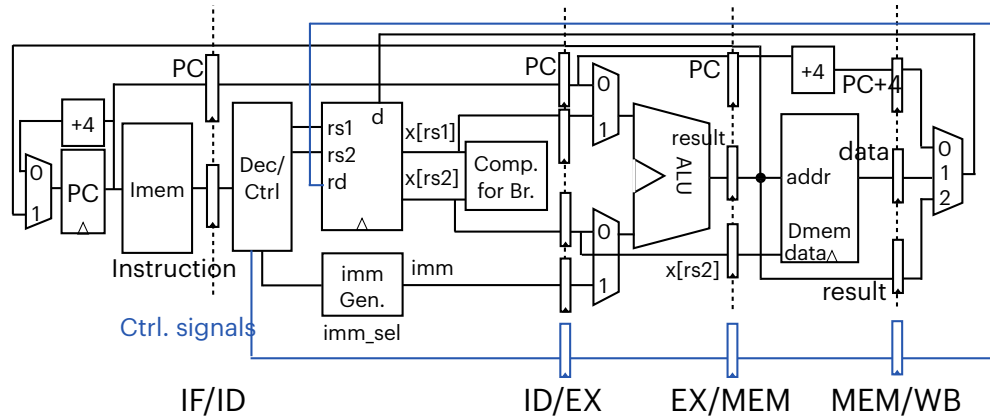 PC
PC
PC
+4
PC+4
+4
0
1
PC
Imem
Dec/
Ctrl
rs1
rs2
rd
d
x[rs1]
x[rs2]
Comp.
for Br.
0
1
0
1
result
ALU
addr
Dmem
data
data
0
1
2
x[rs2]
result
Instruction
imm
Gen.
imm
imm_sel
Ctrl. signals
IF/ID
ID/EX
EX/MEM
MEM/WB